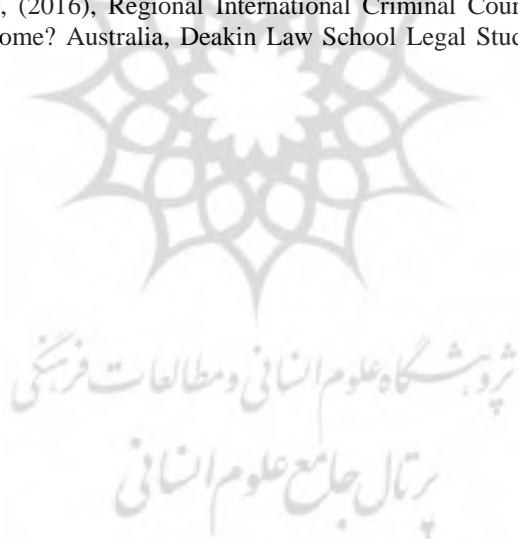 , (2016), Regional International Criminal Cour
ome? Australia, Deakin Law School Legal Stud
پژوهشگاه علوم انسانی و مطالعات فرهنگی
پرتال جامع علوم انسانی